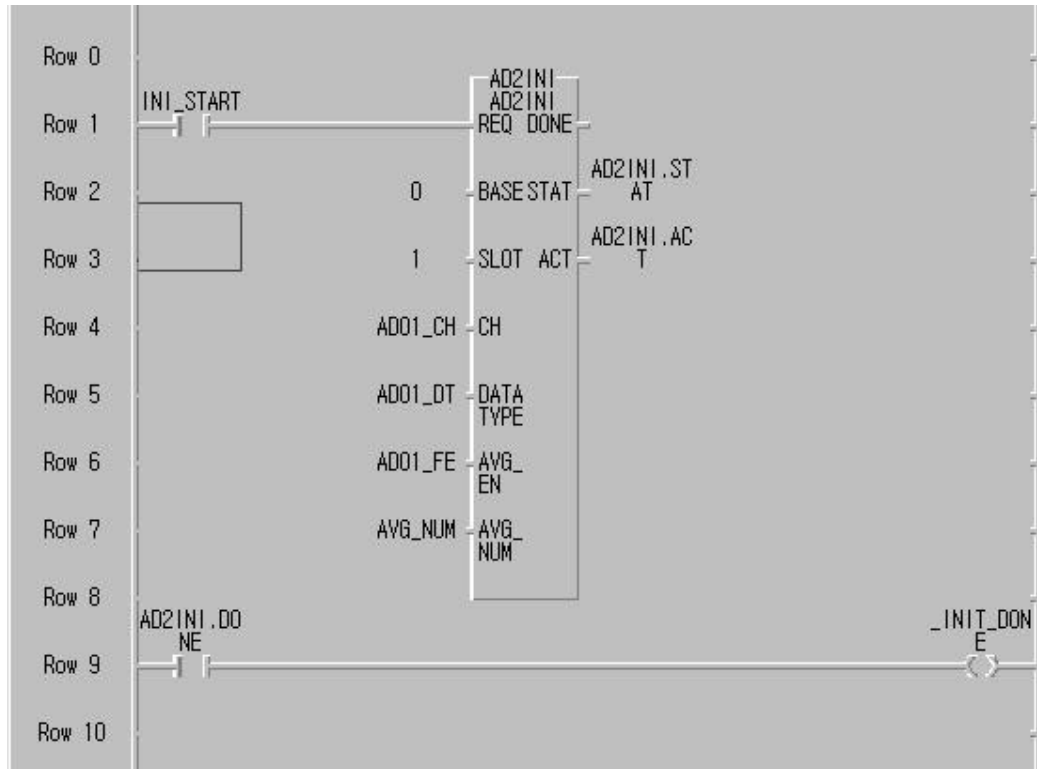 Row 0
AD2INI
INI_START AD2INI
Row 1 REQ DONE
AD2INI.ST
Row 2 0 BASE STAT AT
AD2INI.AC
Row 3 1 SLOT ACT T
Row 4 AD01_CH CH
Row 5 AD01_DT DATA
TYPE
Row 6 AD01_FE AVG_
EN
Row 7 AVG_NUM AVG_
NUM
Row 8
AD2INI.DO _INIT_DON
NE E
Row 9
Row 10